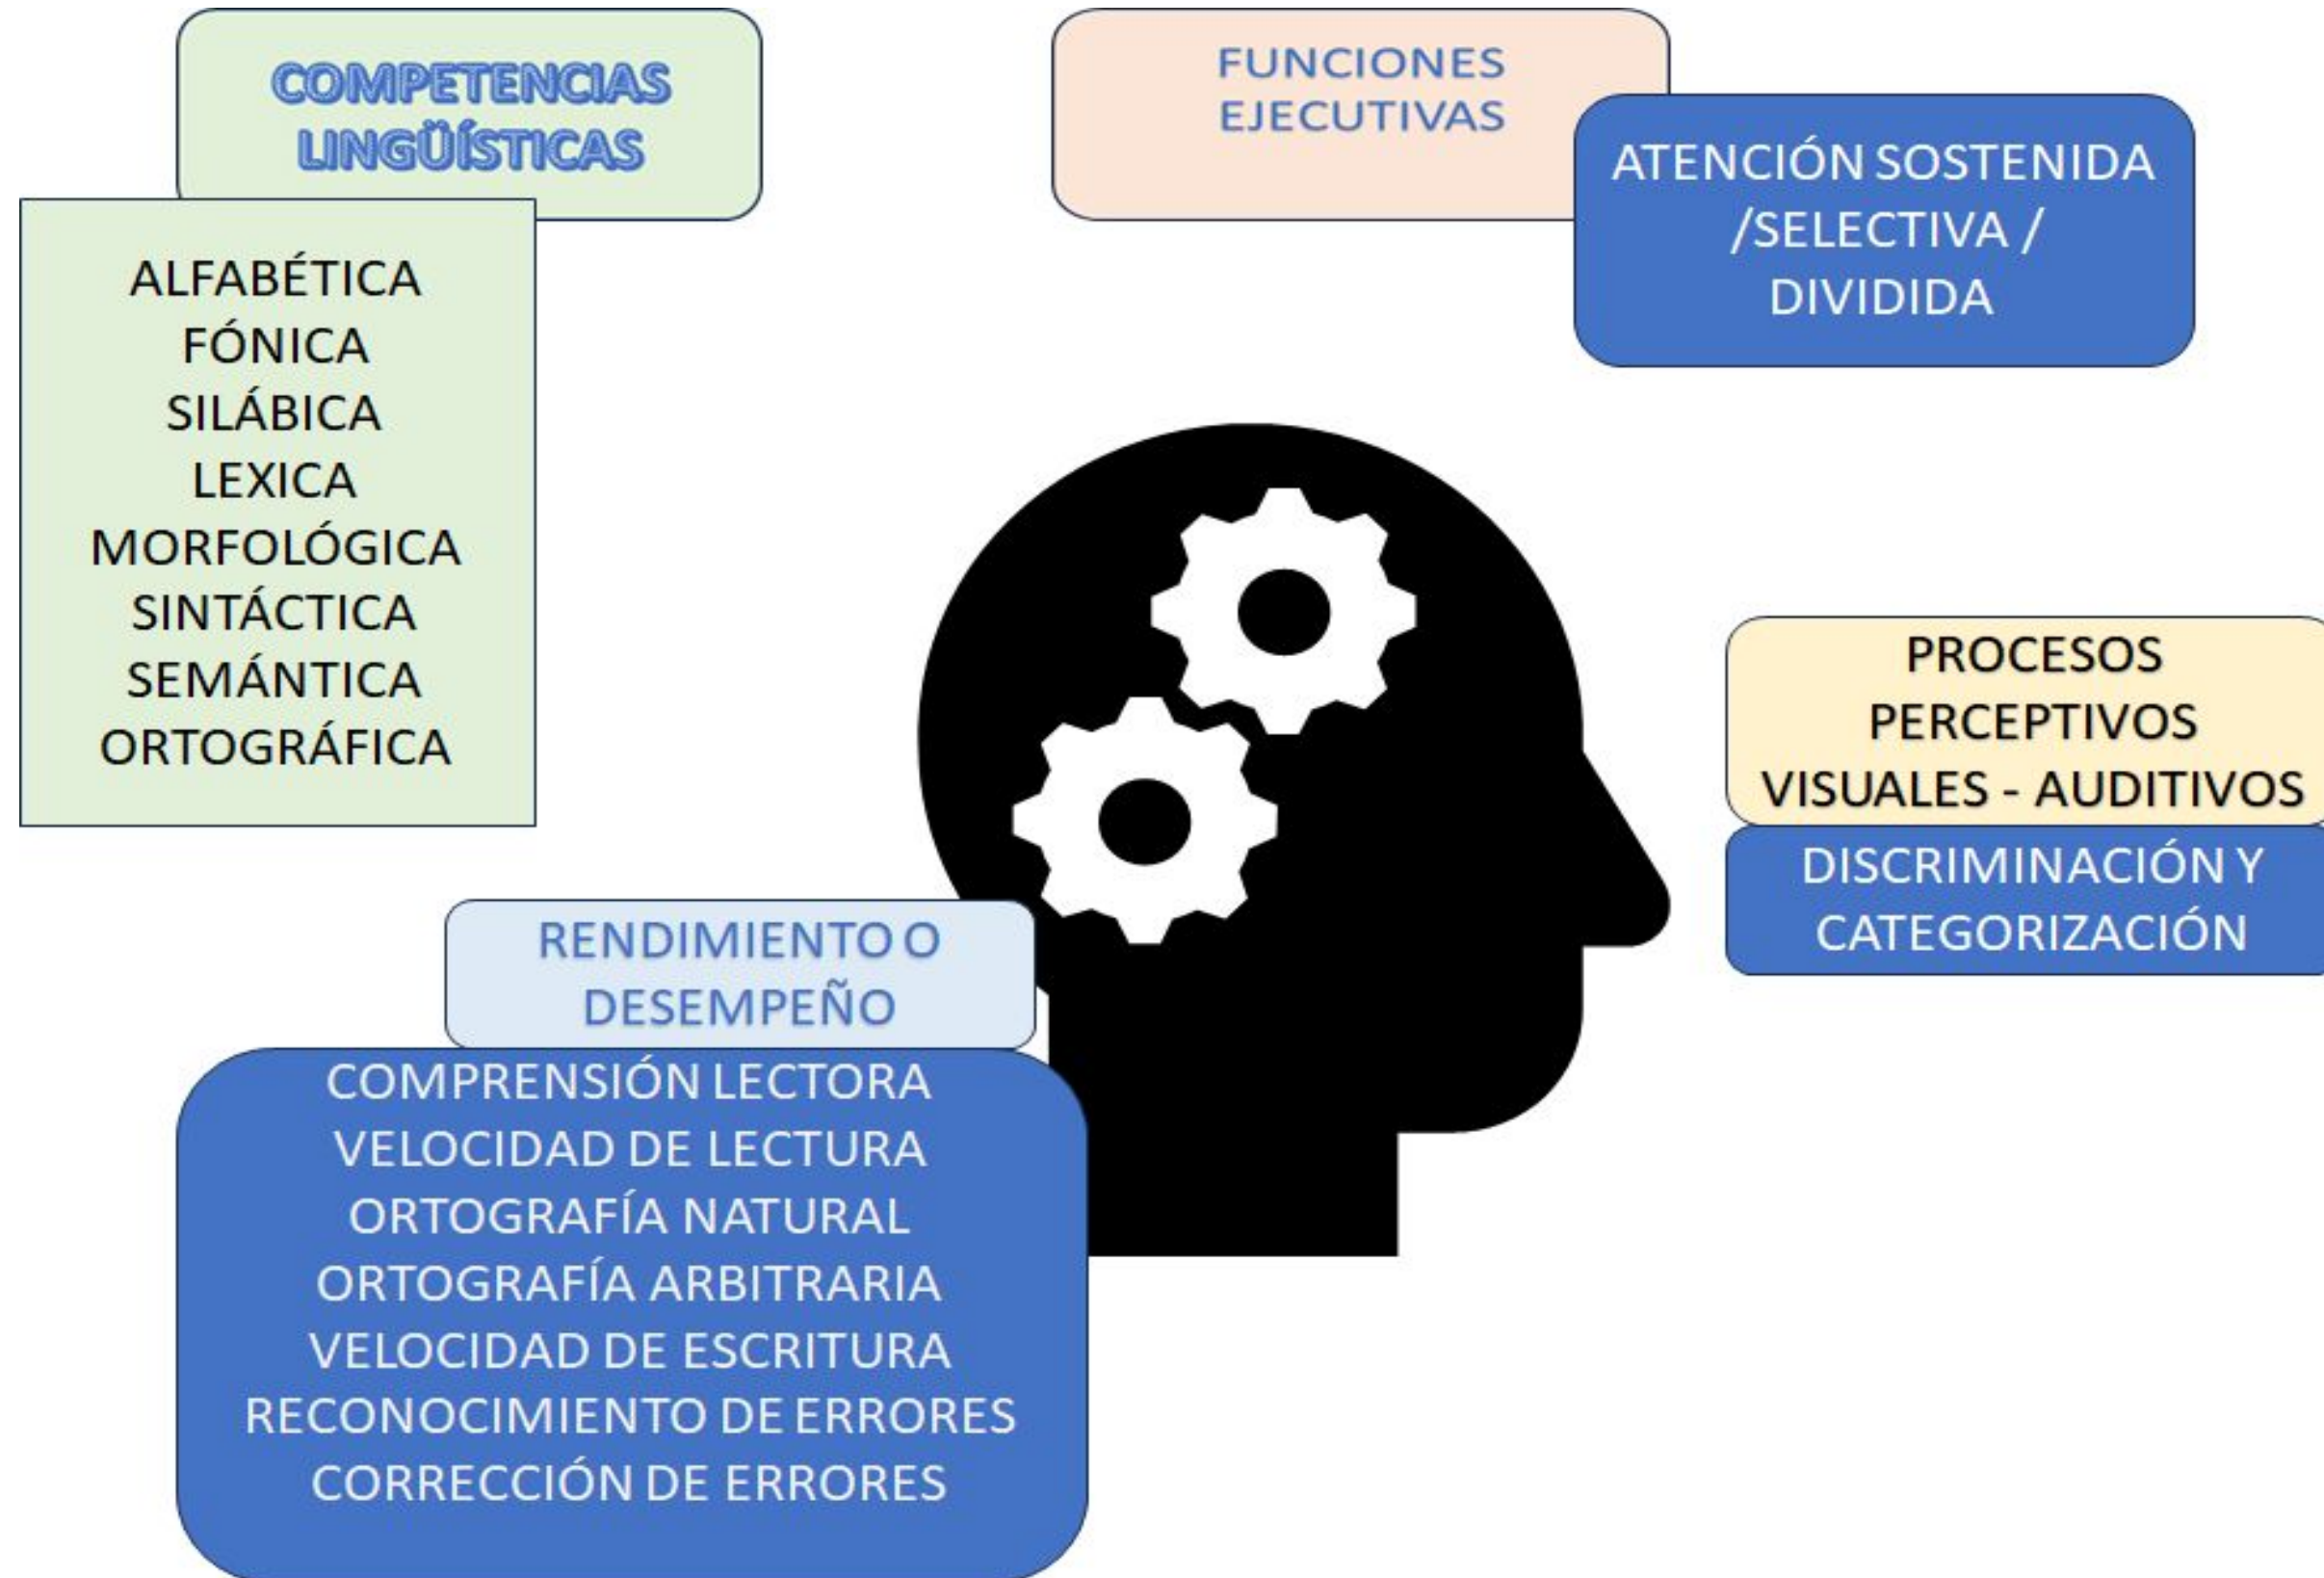 COMPETENCIAS
LINGÜÍSTICAS
ALFABÉTICA
FÓNICA
SILÁBICA
LEXICA
MORFOLÓGICA
SINTÁCTICA
SEMÁNTICA
ORTOGRÁFICA
FUNCIONES
EJECUTIVAS
ATENCIÓN SOSTENIDA
/SELECTIVA /
DIVIDIDA
PROCESOS
PERCEPTIVOS
VISUALES - AUDITIVOS
DISCRIMINACIÓN Y
CATEGORIZACIÓN
RENDIMIENTO O
DESEMPEÑO
COMPRENSIÓN LECTORA
VELOCIDAD DE LECTURA
ORTOGRAFÍA NATURAL
ORTOGRAFÍA ARBITRARIA
VELOCIDAD DE ESCRITURA
RECONOCIMIENTO DE ERRORES
CORRECCIÓN DE ERRORES